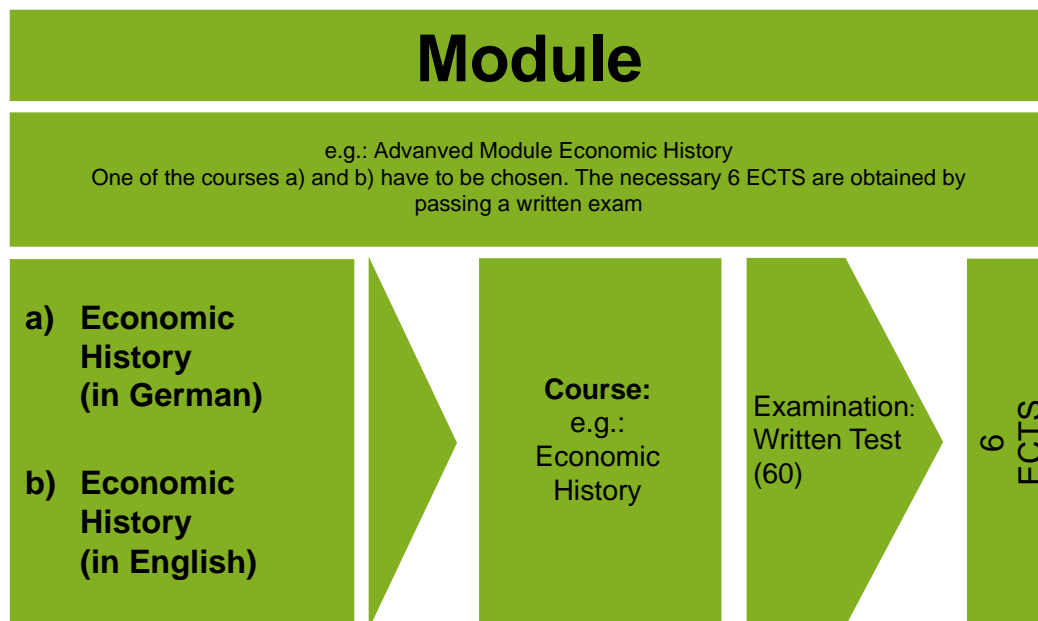 Module
e.g.: Advanved Module Economic History
One of the courses a) and b) have to be chosen. The necessary 6 ECTS are obtained by
passing a written exam
a) Economic
History
(in German)
b) Economic
History
(in English)
Course:
e.g.:
Economic
History
Examination:
Written Test
(60)
6
ECTS